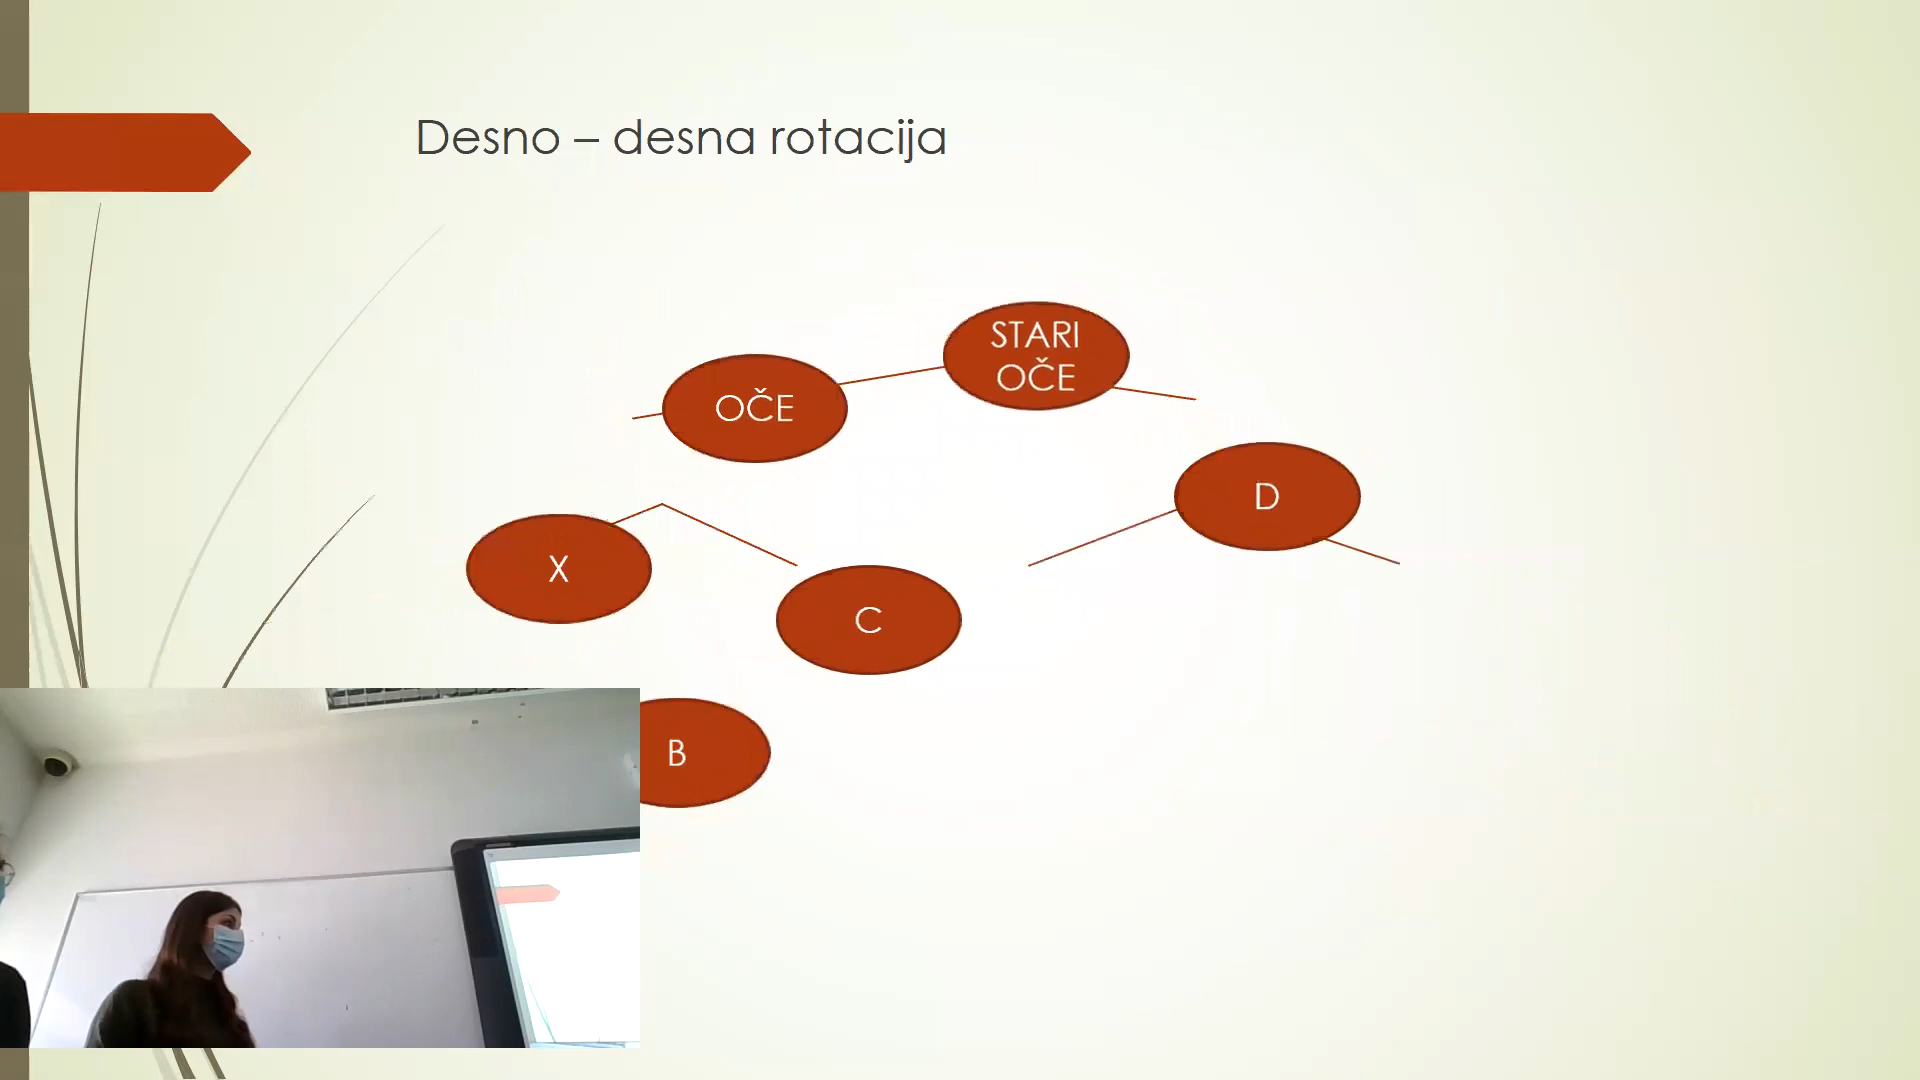 Desno – desna rotacija
STARI
OČE
OČE
D
X
C
B